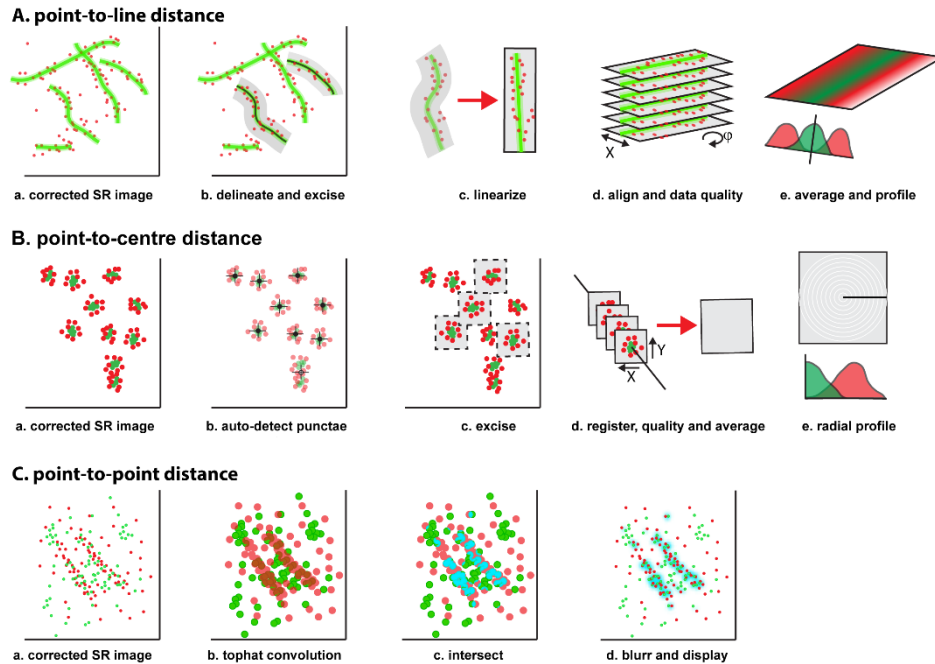 A. point-to-line distance
X
φ
a. corrected SR image
b. delineate and excise
c. linearize
d. align and data quality
e. average and profile
B. point-to-centre distance
Y
X
a. corrected SR image
b. auto-detect punctae
c. excise
d. register, quality and average
e. radial profile
C. point-to-point distance
a. corrected SR image
b. tophat convolution
c. intersect
d. blurr and display